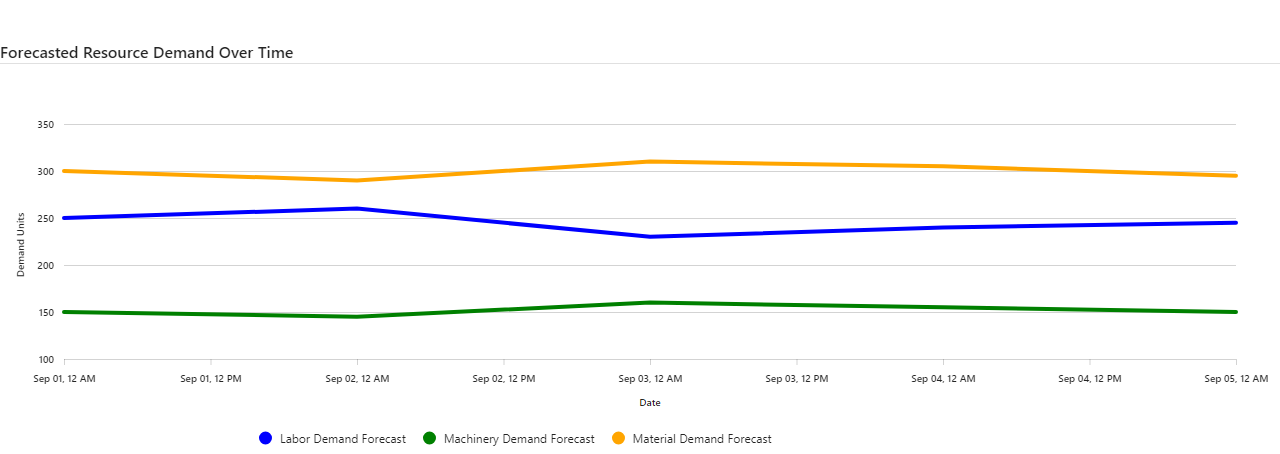 Forecasted Resource Demand Over Time
350
300
250
200
150
100
Demand Units
Sep 01, 12 AM Sep 01, 12 PM Sep 02, 12 AM Sep 02, 12 PM Sep 03, 12 AM Sep 03, 12 PM Sep 04, 12 AM Sep 04, 12 PM Sep 05, 12 AM
Date
Labor Demand Forecast Machinery Demand Forecast Material Demand Forecast